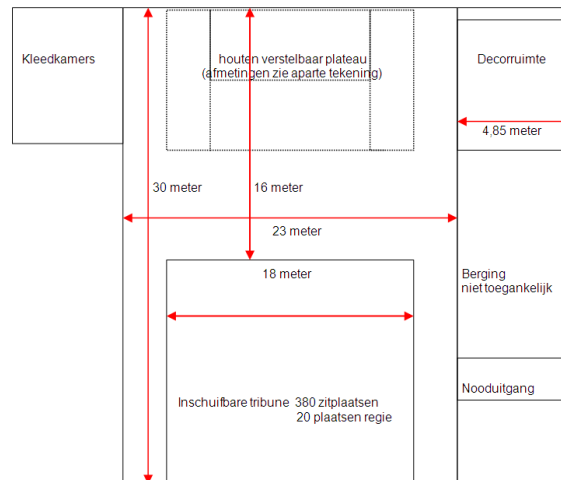 Kleedkamers
houten verstelbaar plateau
(afmetingen zie aparte tekening)
Decorruimte
4,85 meter
30 meter
16 meter
23 meter
18 meter
Berging
niet toegankelijk
Nooduitgang
Inschuifbare tribune 380 zitplaatsen
20 plaatsen regie